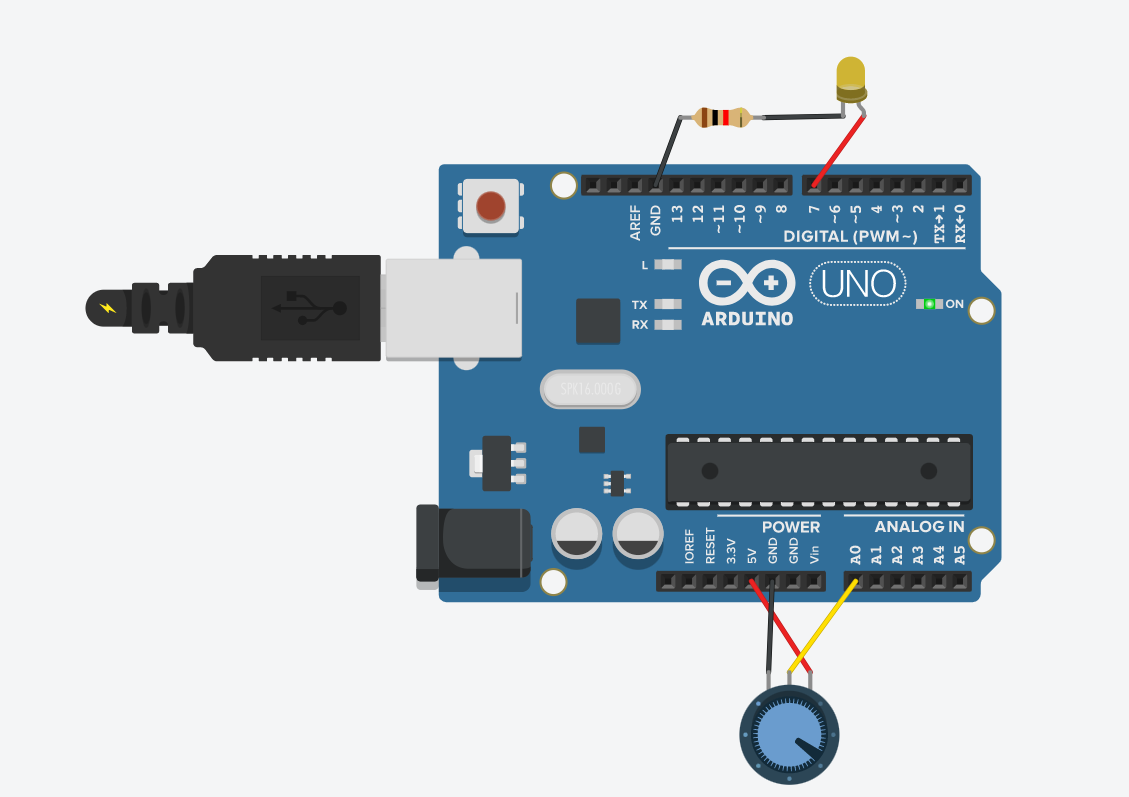 AREF
GND
13
12
~11
~10
~9
8
7
~6
~5
4
~3
2
TX→1
RX←0
DIGITAL (PWM~)
L
TX
RX
ARDUINO
UNO
ON
SPK16.000G
POWER
ANALOG IN
IOREF
RESET
3.3V
5V
GND
GND
Vin
A0
A1
A2
A3
A4
A5